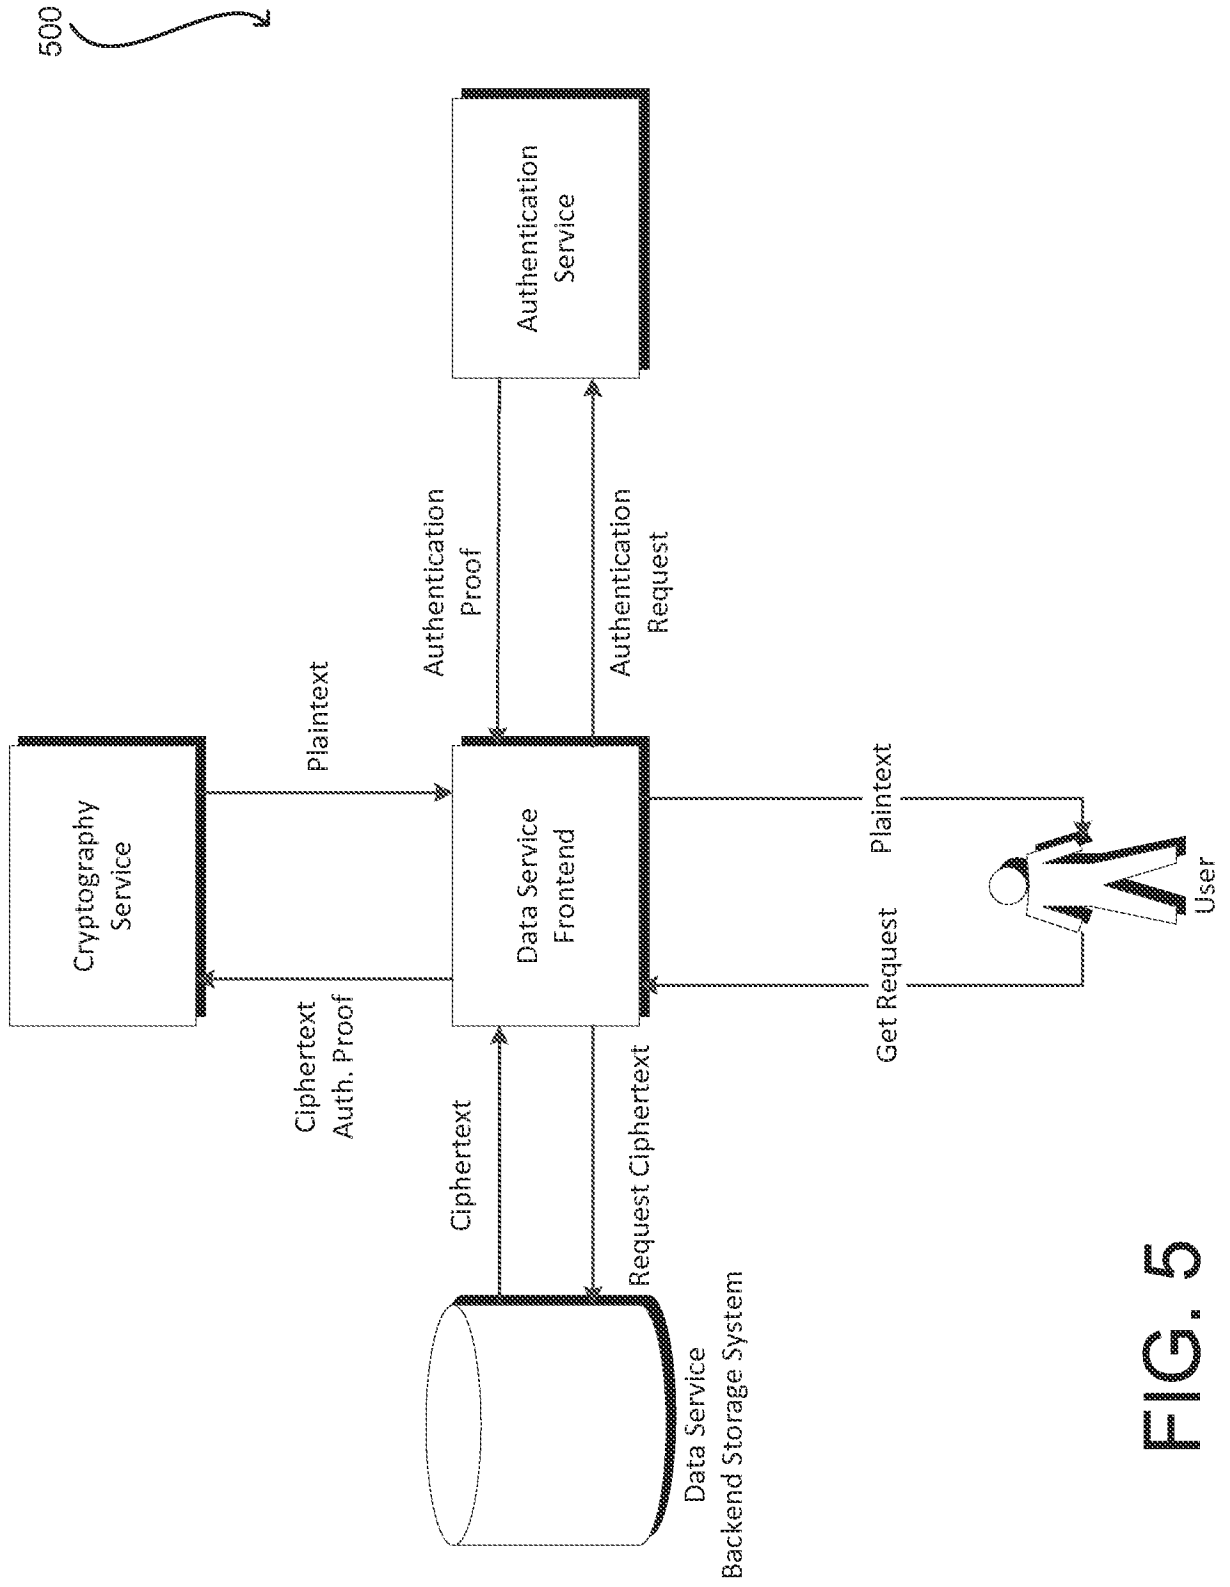 500
Cryptography
Service
Ciphertext
Auth. Proof
Plaintext
Ciphertext
Data Service
Frontend
Authentication
Proof
Authentication
Service
Request Ciphertext
Authentication
Request
Data Service
Backend Storage System
Get Request
Plaintext
User
FIG. 5